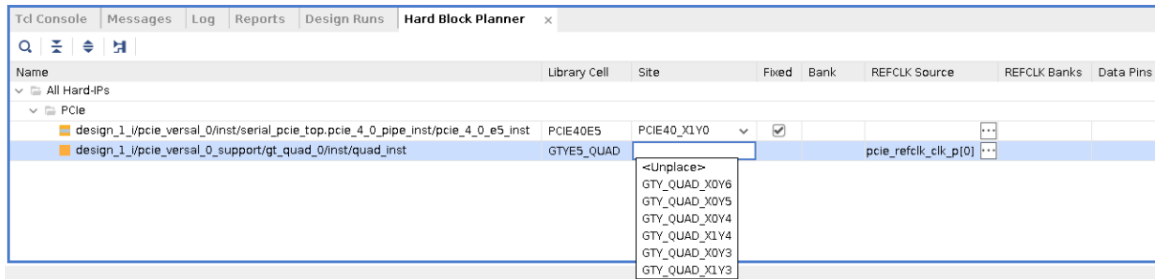 Tcl Console Messages Log Reports Design Runs Hard Block Planner ×
Name Library Cell Site Fixed Bank REFCLK Source REFCLK Banks Data Pins
All Hard-IPs
PCIe
design_1_i/pcie_versal_0/inst/serial_pcie_top.pcie_4_0_pipe_inst/pcie_4_0_e5_inst PCIE40E5 PCIE40_X1Y0 ...
design_1_i/pcie_versal_0_support/gt_quad_0/inst/quad_inst GTYE5_QUAD pcie_refclk_clk_p[0] ...
<Unplace>
GTY_QUAD_X0Y6
GTY_QUAD_X0Y5
GTY_QUAD_X0Y4
GTY_QUAD_X1Y4
GTY_QUAD_X0Y3
GTY_QUAD_X1Y3